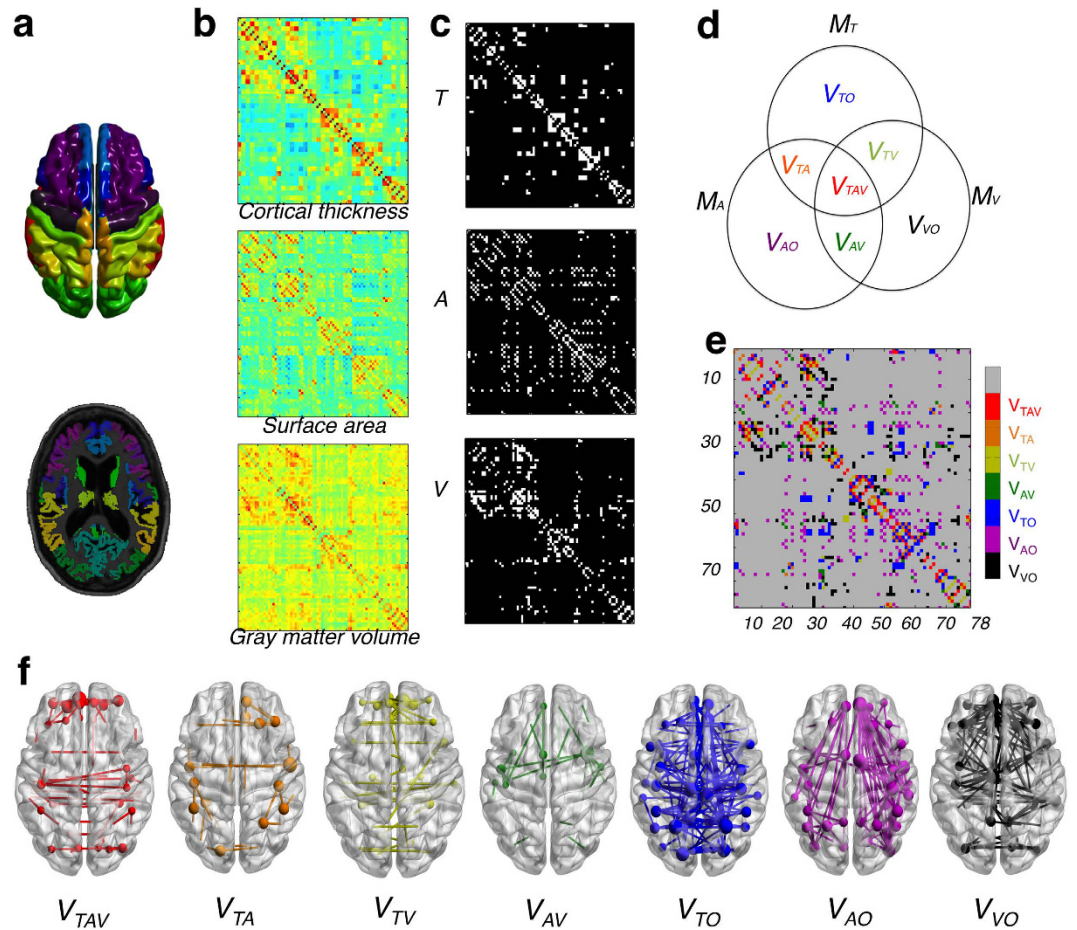 a
b
c
d
T
Cortical thickness
A
Surface area
V
Gray matter volume
M_T
V_TO
V_TA
V_TV
V_TAV
M_A
M_V
V_AO
V_AV
V_VO
e
10
30
50
70
10 20 30 40 50 60 70 78
V_TAV
V_TA
V_TV
V_AV
V_TO
V_AO
V_VO
f
V_TAV V_TA V_TV V_AV V_TO V_AO V_VO